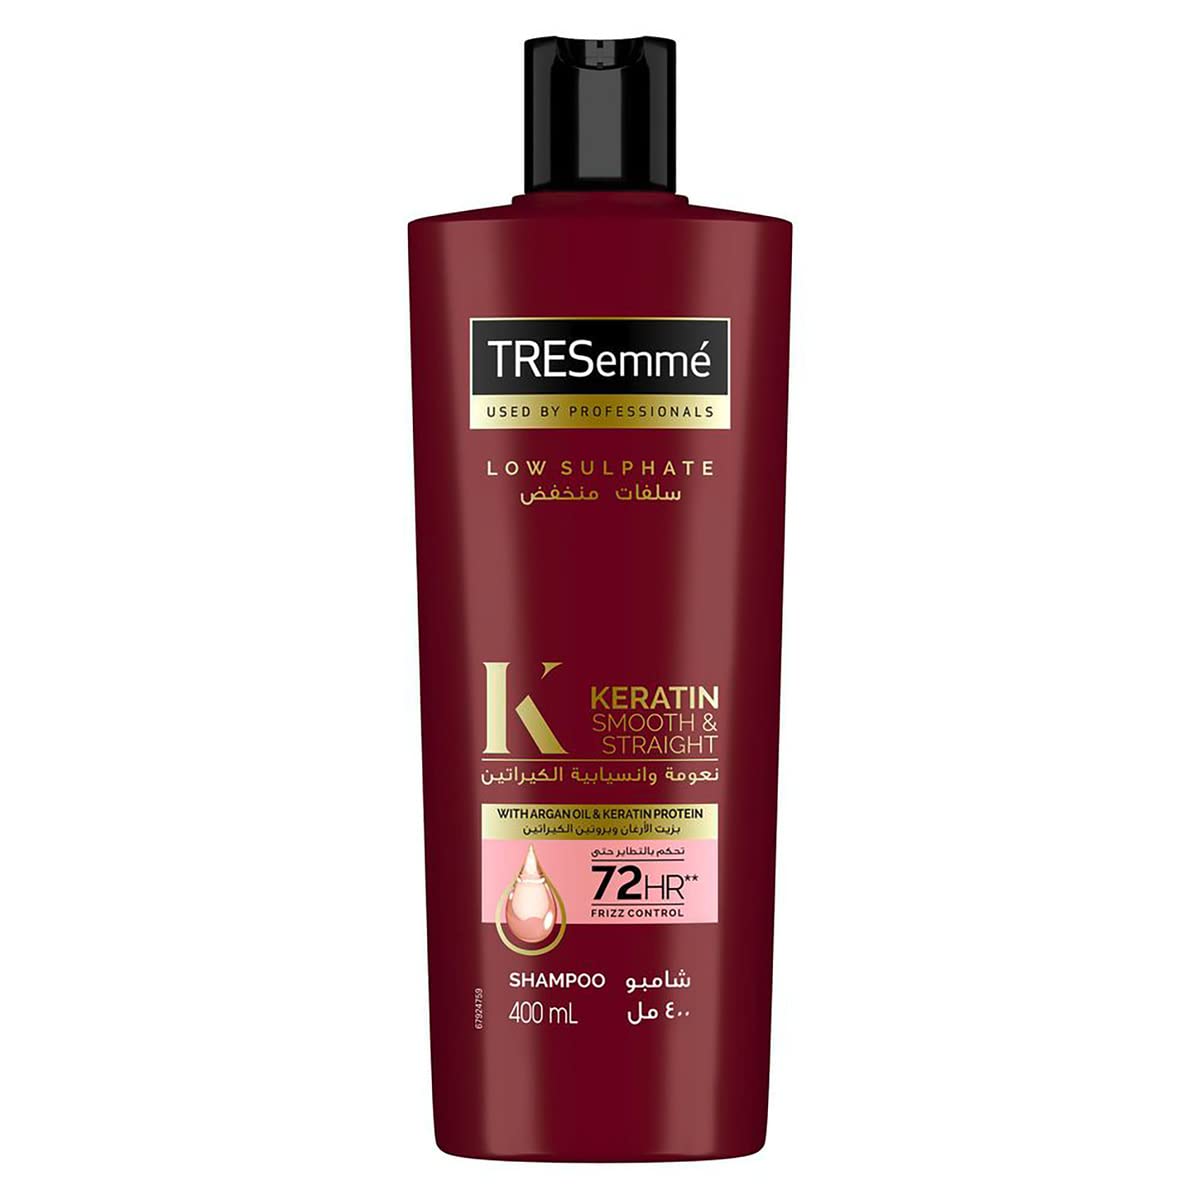 TRESemmé
USED BY PROFESSIONALS
LOW SULPHATE
سلفات منخفض
K
KERATIN
SMOOTH &
STRAIGHT
نعومة وانسيابية الكيراتين
WITH ARGAN OIL & KERATIN PROTEIN
بزيت الأرغان وبروتين الكيراتين
تحكم بالتطاير حتى
72HR**
FRIZZ CONTROL
SHAMPOO شامبو
400 mL ٤٠٠ مل
67924759